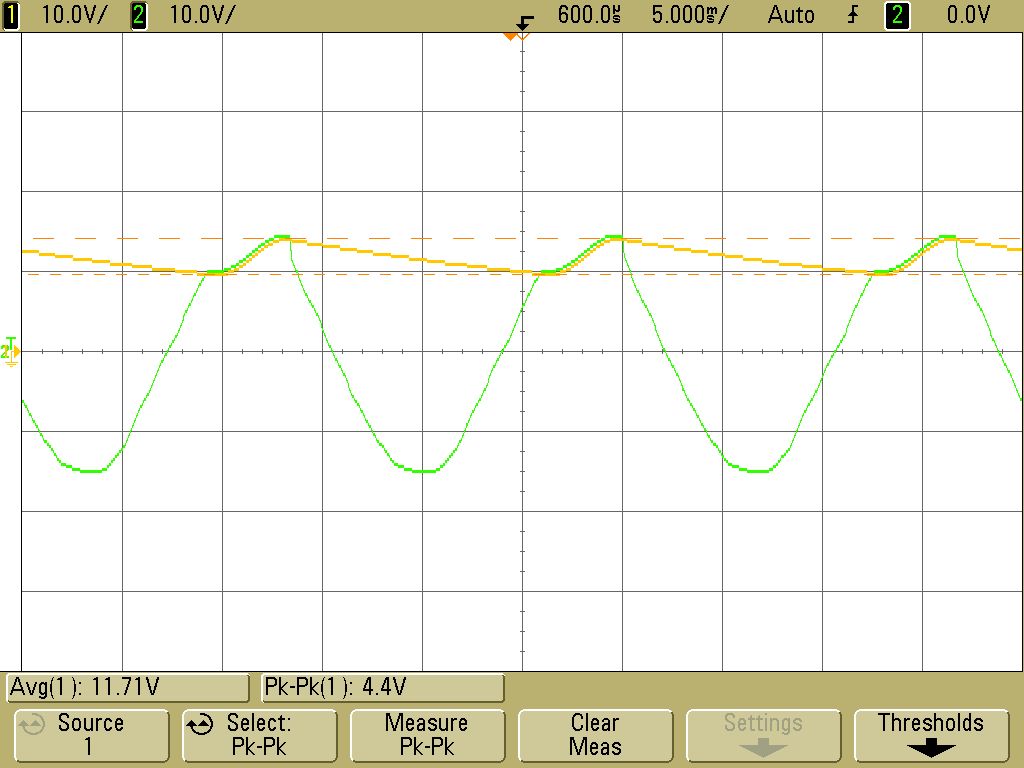 1 10.0V/ 2 10.0V/ 600.0µs 5.000ms/ Auto 2 0.0V
2
T
Avg(1): 11.71V Pk-Pk(1): 4.4V
Source
1
Select:
Pk-Pk
Measure
Pk-Pk
Clear
Meas
Settings
Thresholds